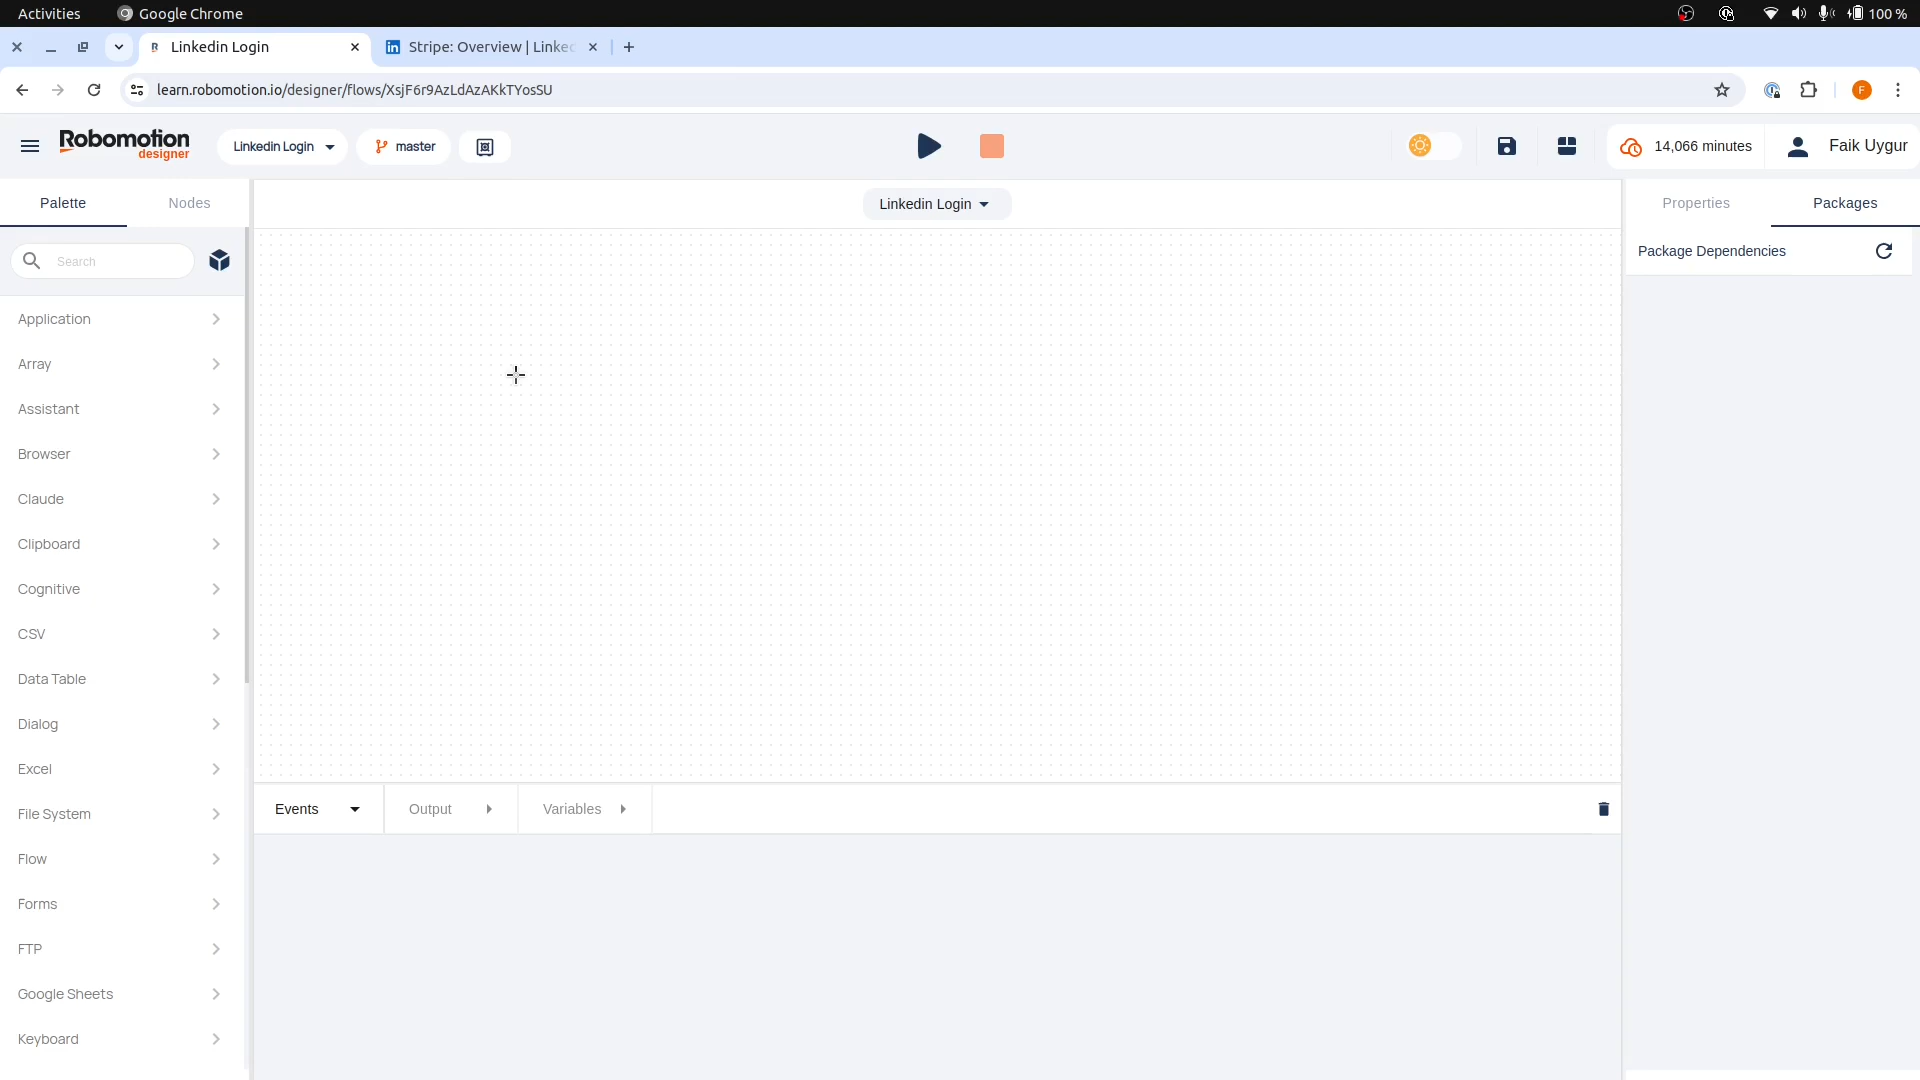 Activities
Google Chrome
100 %
Linkedin Login
Stripe: Overview | Linked
learn.robomotion.io/designer/flows/XsjF6r9AzLdAzAKkTYosSU
F
Robomotion
designer
Linkedin Login
master
14,066 minutes
Faik Uygur
Palette
Nodes
Linkedin Login
Properties
Packages
Search
Package Dependencies
Application
Array
Assistant
Browser
Claude
Clipboard
Cognitive
CSV
Data Table
Dialog
Excel
File System
Flow
Forms
FTP
Google Sheets
Keyboard
Events
Output
Variables